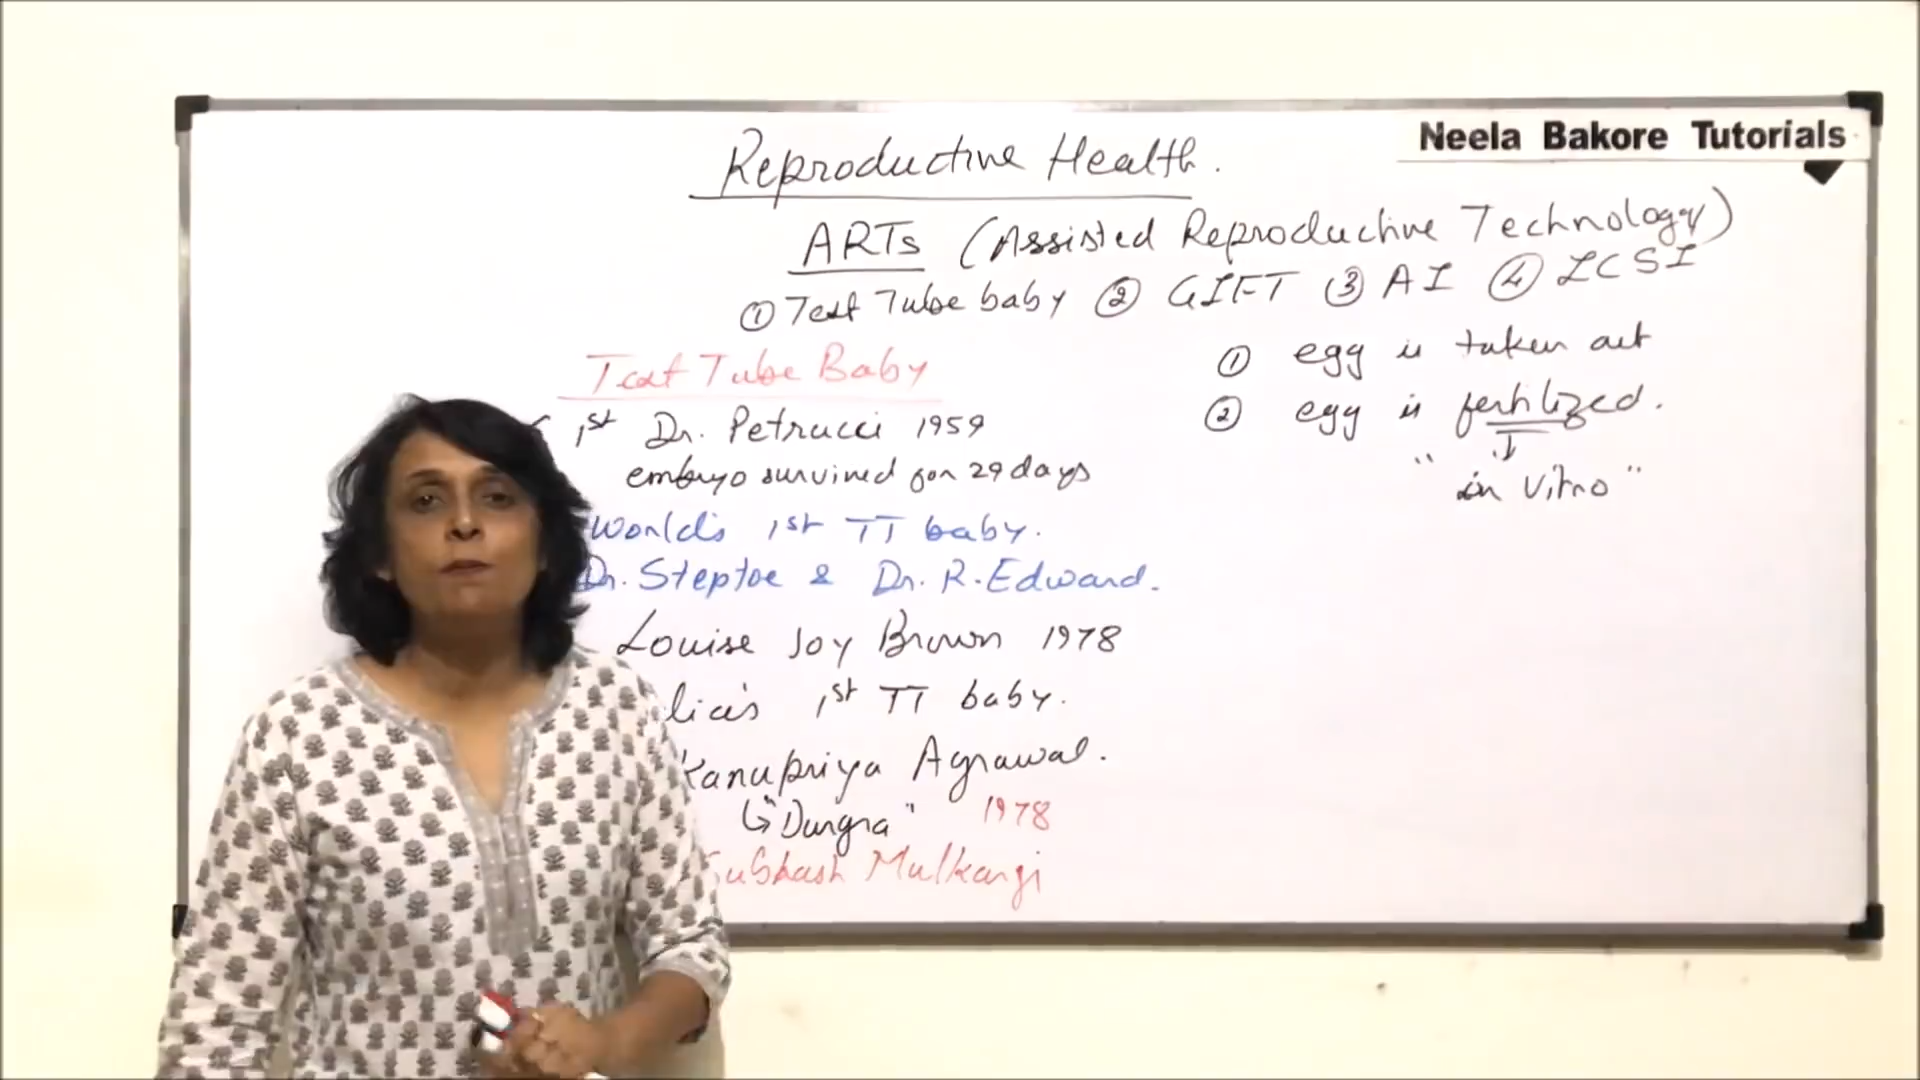 Neela Bakore Tutorials
Reproductive Health.
ARTs (Assisted Reproductive Technology)
① Test Tube baby ② GIFT ③ AI ④ ICSI
Test Tube Baby
1st Dr. Petrucci 1959
embryo survived for 29 days
World's 1st TT baby.
Dr. Steptoe & Dr. R. Edward.
Louise Joy Brown 1978
1st TT baby.
Kanupriya Agrawal.
↳ "Durga" 1978
Subhash Mulkargi
① egg is taken out
② egg is fertilized.
↓
"in vitro"